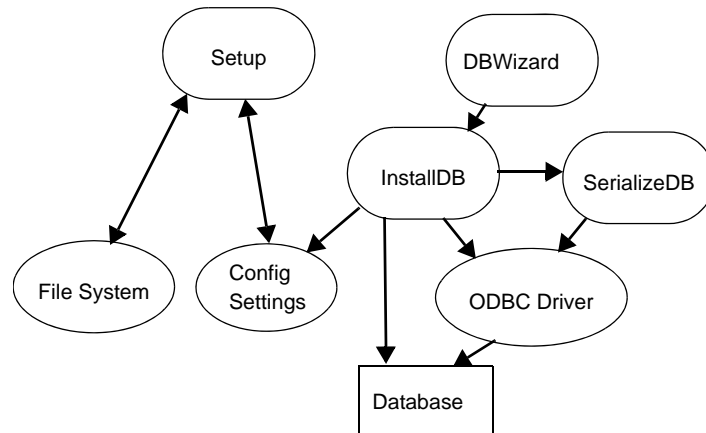 Setup
DBWizard
InstallDB
SerializeDB
File System
Config
Settings
ODBC Driver
Database